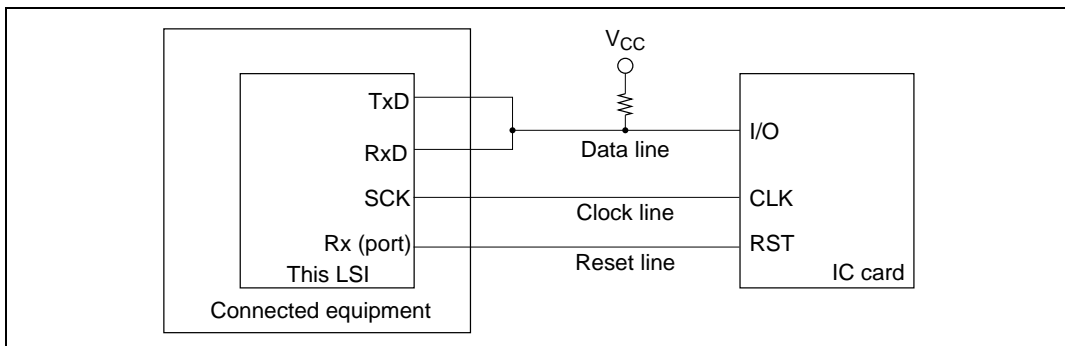 VCC
TxD
RxD
SCK
Rx (port)
This LSI
Connected equipment
Data line
Clock line
Reset line
I/O
CLK
RST
IC card